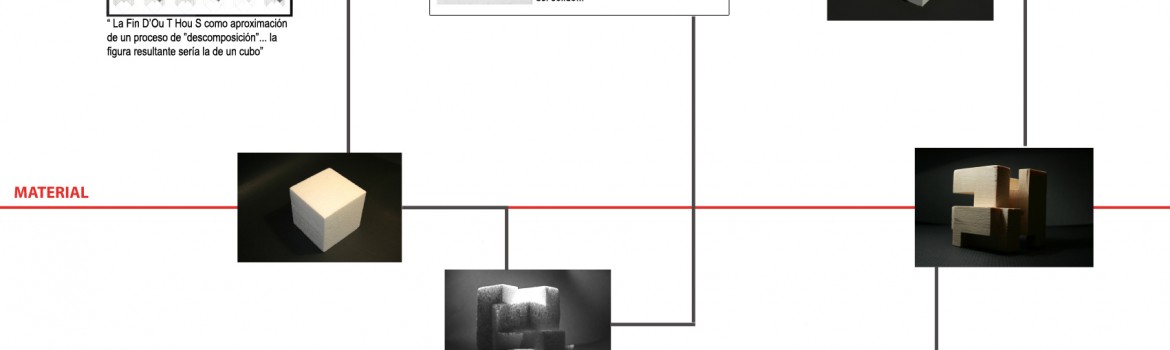 “ La Fin D’Ou T Hou S como aproximación
de un proceso de ”descomposición”... la
figura resultante sería la de un cubo”
MATERIAL